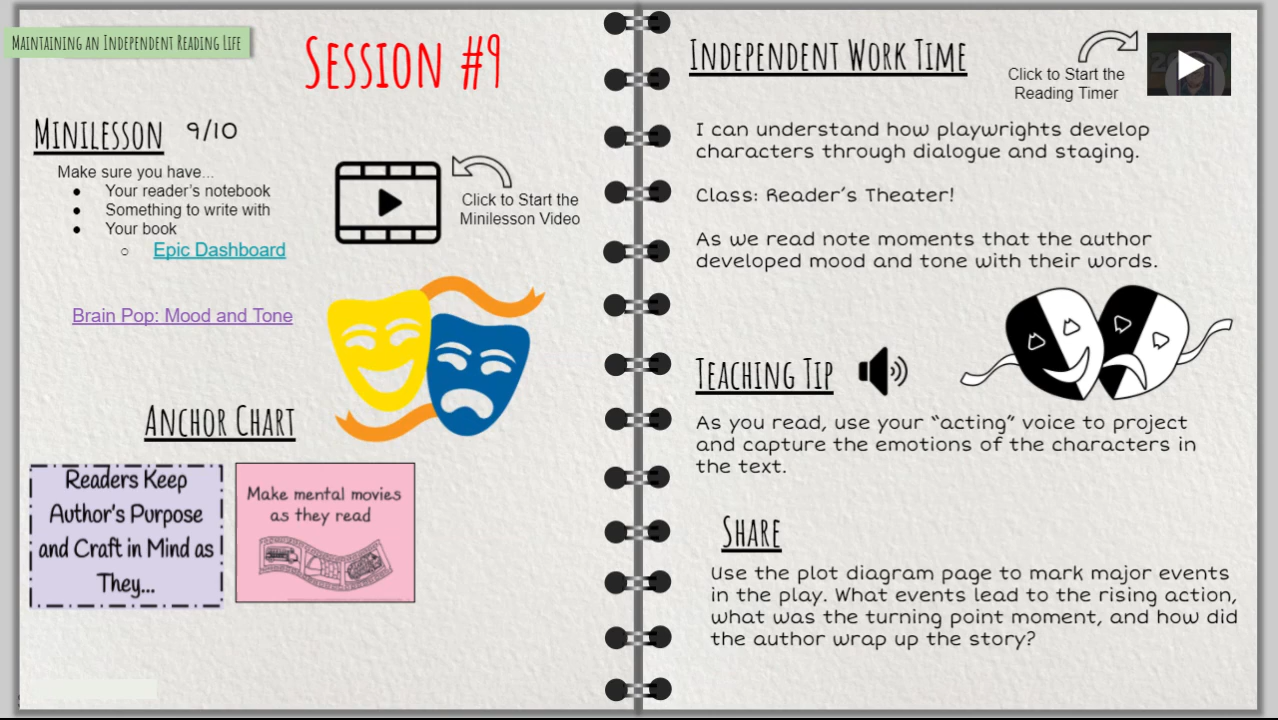 Maintaining an Independent Reading Life
Session #9
Minilesson 9/10
Make sure you have...
● Your reader's notebook
● Something to write with
● Your book
○ Epic Dashboard
Click to Start the
Minilesson Video
Brain Pop: Mood and Tone
Anchor Chart
Readers Keep
Author's Purpose
and Craft in Mind as
They...
Make mental movies
as they read
Independent Work Time
Click to Start the
Reading Timer
I can understand how playwrights develop
characters through dialogue and staging.
Class: Reader's Theater!
As we read note moments that the author
developed mood and tone with their words.
Teaching Tip
As you read, use your "acting" voice to project
and capture the emotions of the characters in
the text.
Share
Use the plot diagram page to mark major events
in the play. What events lead to the rising action,
what was the turning point moment, and how did
the author wrap up the story?